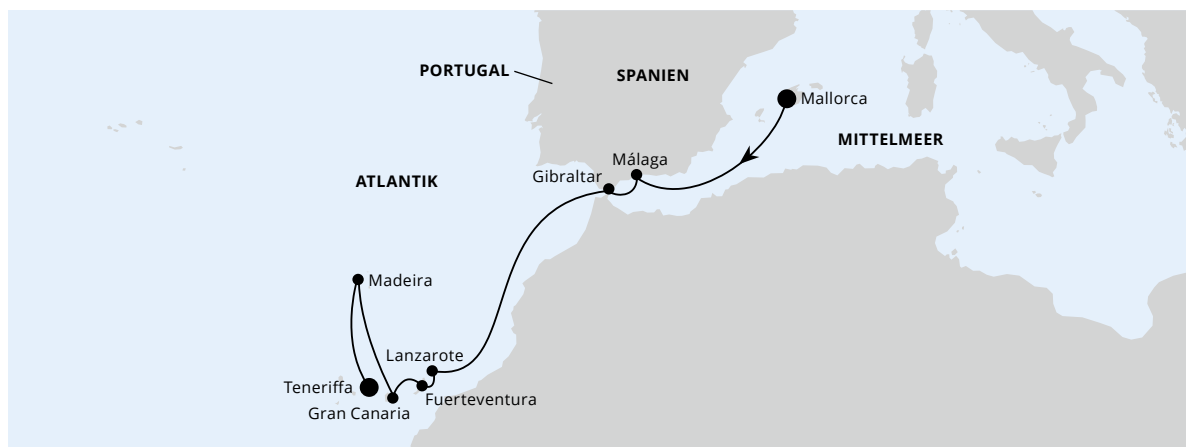 PORTUGAL
SPANIEN
Mallorca
MITTELMEER
Málaga
Gibraltar
ATLANTIK
Madeira
Lanzarote
Teneriffa
Fuerteventura
Gran Canaria